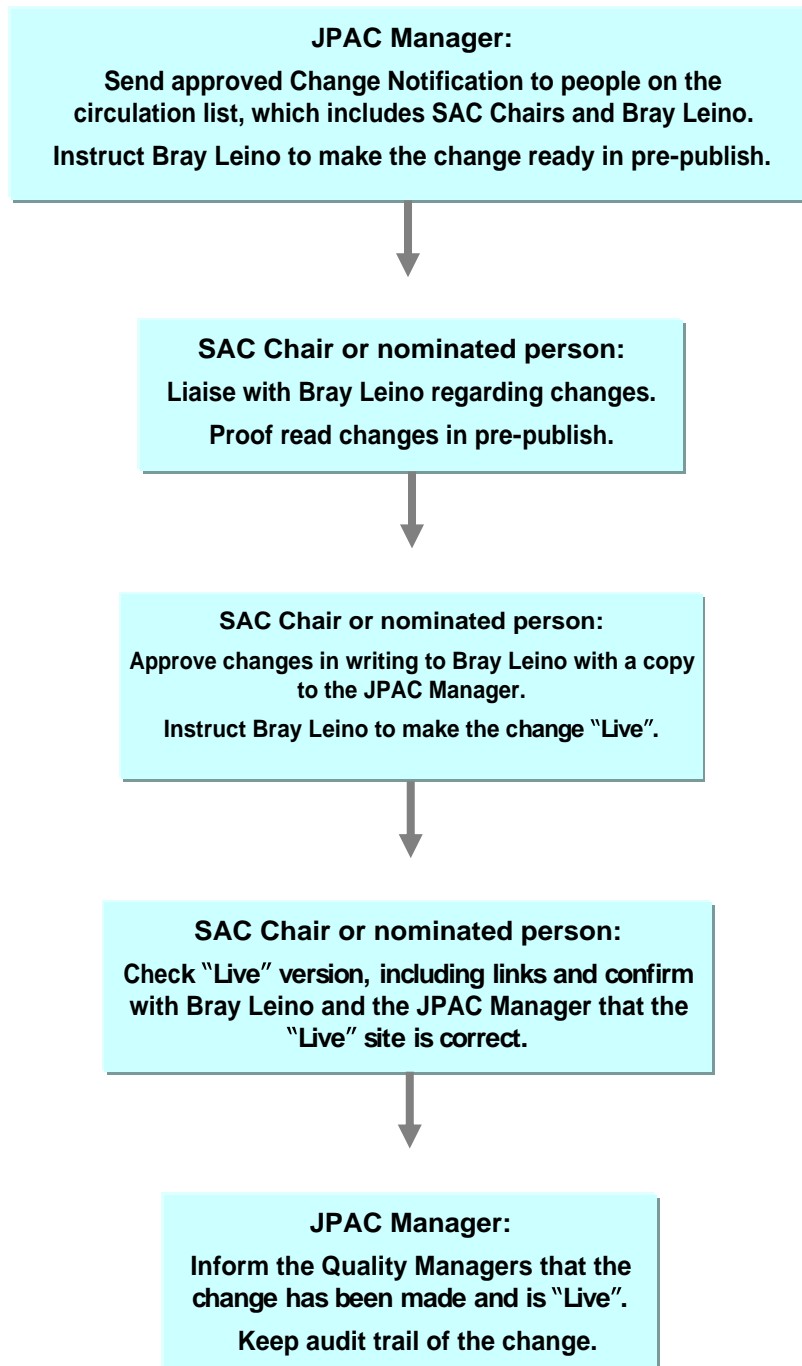 JPAC Manager:
Send approved Change Notification to people on the
circulation list, which includes SAC Chairs and Bray Leino.
Instruct Bray Leino to make the change ready in pre-publish.
SAC Chair or nominated person:
Liaise with Bray Leino regarding changes.
Proof read changes in pre-publish.
SAC Chair or nominated person:
Approve changes in writing to Bray Leino with a copy
to the JPAC Manager.
Instruct Bray Leino to make the change “Live”.
SAC Chair or nominated person:
Check “Live” version, including links and confirm
with Bray Leino and the JPAC Manager that the
“Live” site is correct.
JPAC Manager:
Inform the Quality Managers that the
change has been made and is “Live”.
Keep audit trail of the change.